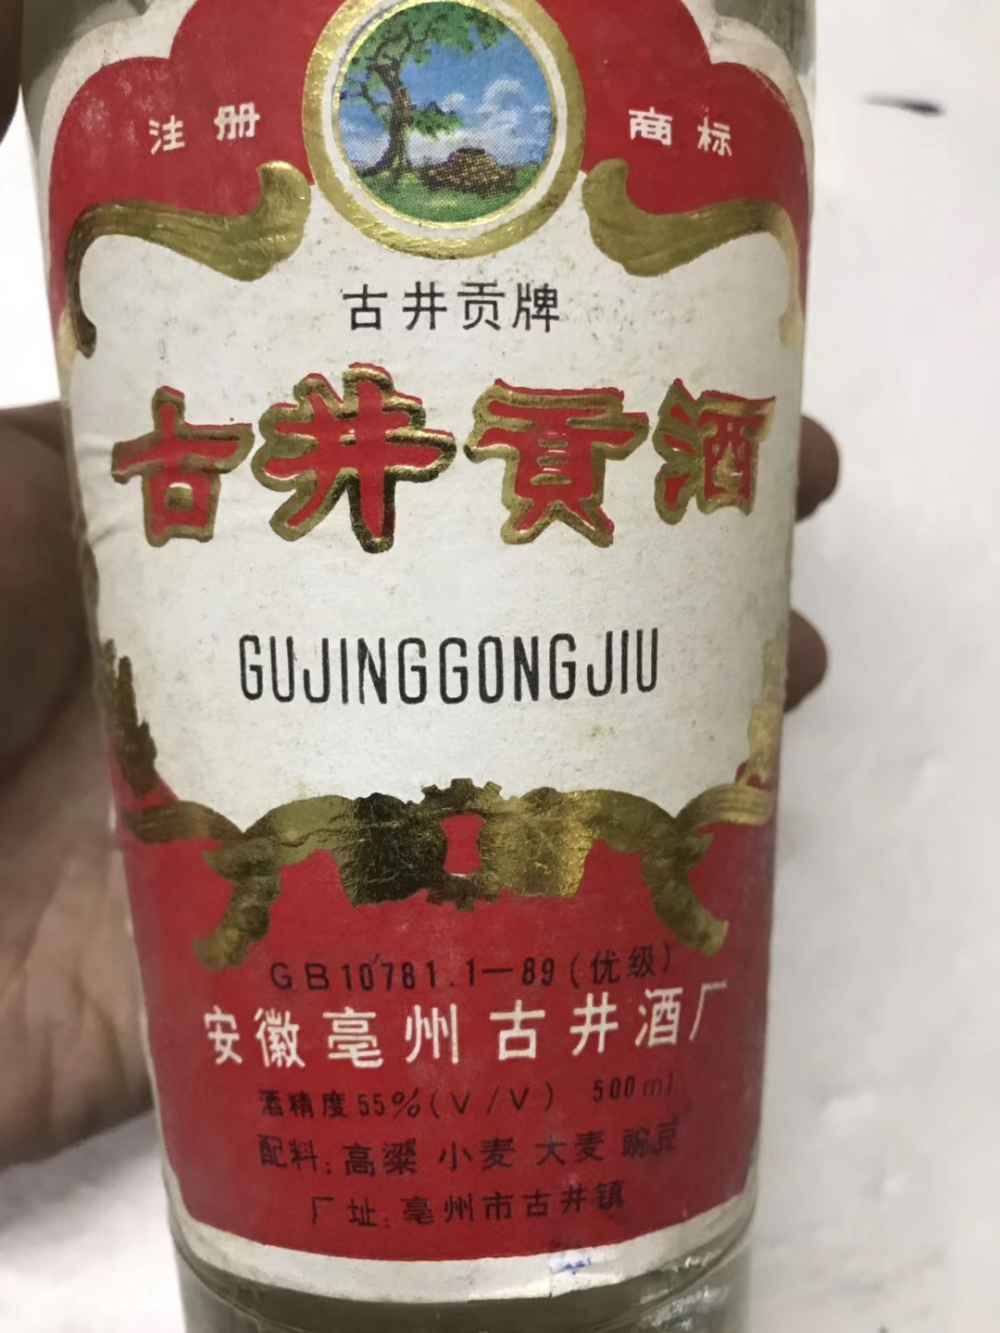 注册 商标
古井贡牌
古井贡酒
GUJINGGONGJIU
GB10781.1—89(优级)
安徽亳州古井酒厂
酒精度55%(V/V) 500ml
配料:高粱 小麦 大麦 豌豆
厂址:亳州市古井镇